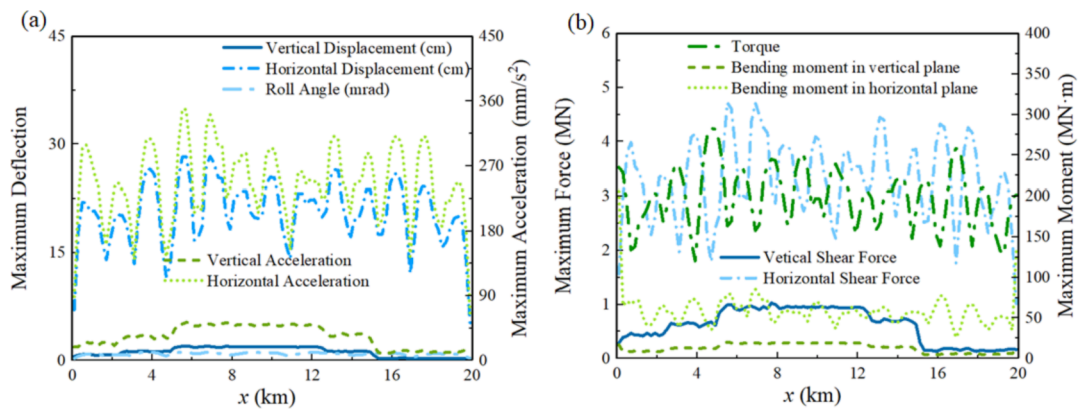 (a)
45
450
Vertical Displacement (cm)
Horizontal Displacement (cm)
Roll Angle (mrad)
360
30
270
Maximum Deflection
Maximum Acceleration (mm/s²)
15
180
Vertical Acceleration
Horizontal Acceleration
90
0
0
0
4
8
12
16
20
x (km)
(b)
6
400
Torque
Bending moment in vertical plane
Bending moment in horizontal plane
350
5
300
4
250
Maximum Force (MN)
Maximum Moment (MN·m)
3
200
150
2
Vetical Shear Force
Horizontal Shear Force
100
1
50
0
0
0
4
8
12
16
20
x (km)